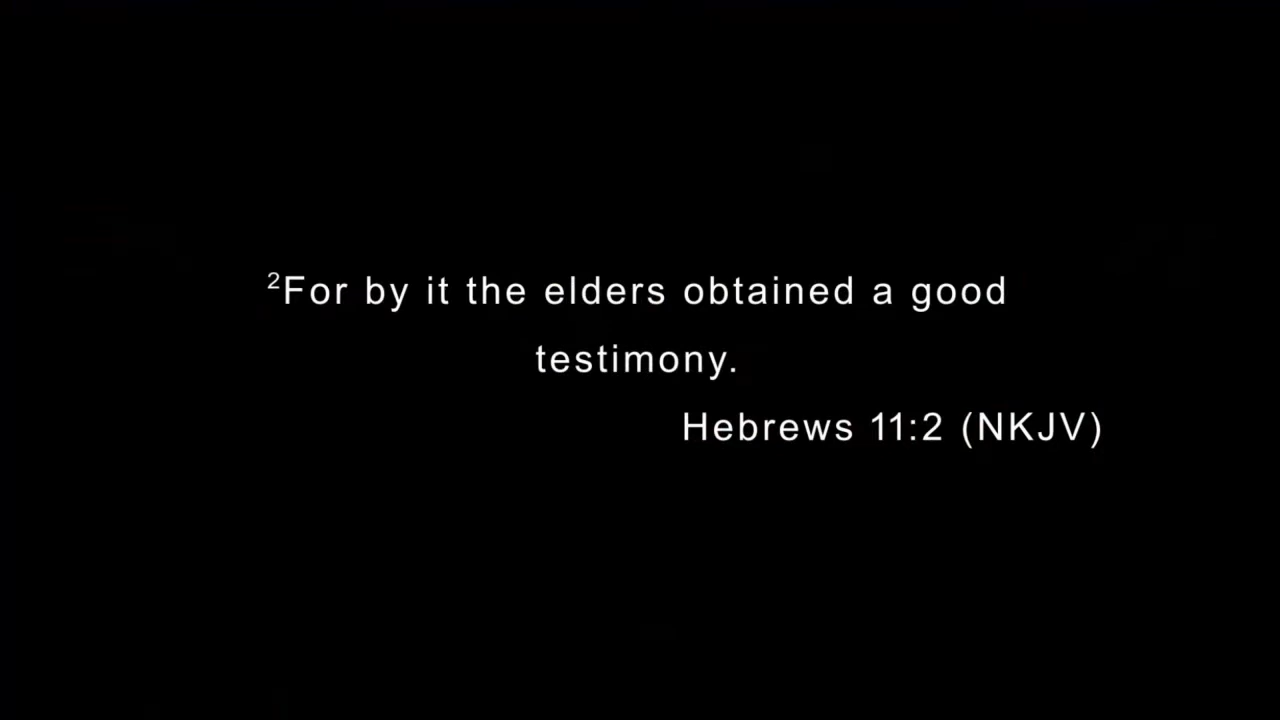 ²For by it the elders obtained a good
testimony.
Hebrews 11:2 (NKJV)